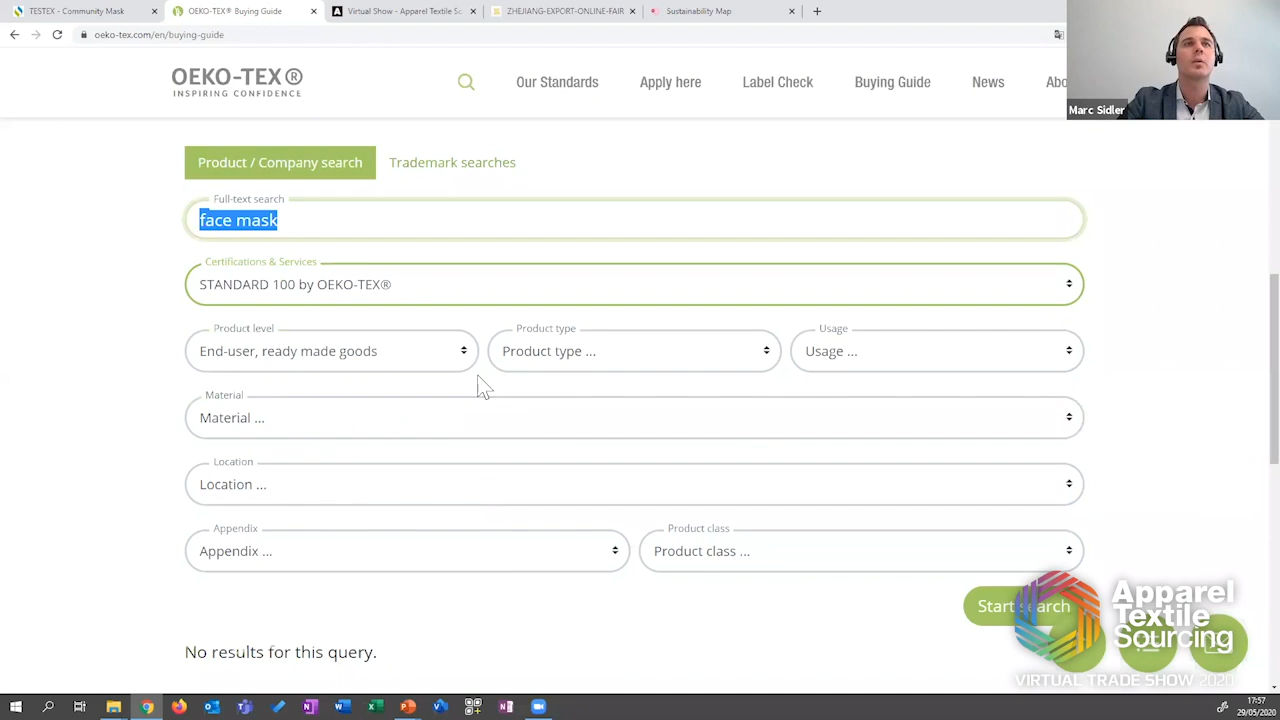 TESTEX - Community Mask
OEKO-TEX® Buying Guide
Virtual Show - Apparel Textile Sc
ZHEJIANG-EXPORT-ONLINE-FAIR
Sustainability Map
oeko-tex.com/en/buying-guide
OEKO-TEX®
INSPIRING CONFIDENCE
Our Standards
Apply here
Label Check
Buying Guide
News
Abo
Marc Sidler
Product / Company search
Trademark searches
Full-text search
face mask
Certifications & Services
STANDARD 100 by OEKO-TEX®
Product level
End-user, ready made goods
Product type
Product type ...
Usage
Usage ...
Material
Material ...
Location
Location ...
Appendix
Appendix ...
Product class
Product class ...
Start search
No results for this query.
Apparel
Textile
Sourcing
VIRTUAL TRADE SHOW 2020
17:57
29/05/2020